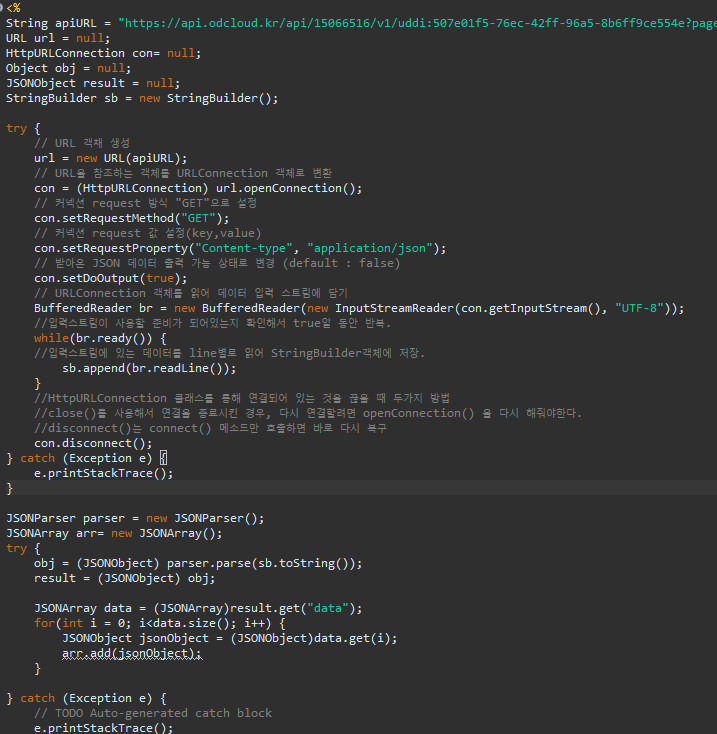 <%
String apiURL = "https://api.odcloud.kr/api/15066516/v1/uddi:507e01f5-76ec-42ff-96a5-8b6ff9ce554e?page
URL url = null;
HttpURLConnection con= null;
Object obj = null;
JSONObject result = null;
StringBuilder sb = new StringBuilder();
try {
// URL 객채 생성
url = new URL(apiURL);
// URL을 참조하는 객체를 URLConnection 객체로 변환
con = (HttpURLConnection) url.openConnection();
// 커넥션 request 방식 "GET"으로 설정
con.setRequestMethod("GET");
// 커넥션 request 값 설정(key,value)
con.setRequestProperty("Content-type", "application/json");
// 받아온 JSON 데이터 출력 가능 상태로 변경 (default : false)
con.setDoOutput(true);
// URLConnection 객체를 읽어 데이터 입력 스트림에 담기
BufferedReader br = new BufferedReader(new InputStreamReader(con.getInputStream(), "UTF-8"));
//입력스트림이 사용할 준비가 되어있는지 확인해서 true일 동안 반복.
while(br.ready()) {
//입력스트림에 있는 데이터를 line별로 읽어 StringBuilder객체에 저장.
sb.append(br.readLine());
}
//HttpURLConnection 클래스를 통해 연결되어 있는 것을 끊을 때 두가지 방법
//close()를 사용해서 연결을 종료시킨 경우, 다시 연결할려면 openConnection() 을 다시 해줘야한다.
//disconnect()는 connect() 메소드만 호출하면 바로 다시 복구
con.disconnect();
} catch (Exception e) {
e.printStackTrace();
}
JSONParser parser = new JSONParser();
JSONArray arr= new JSONArray();
try {
obj = (JSONObject) parser.parse(sb.toString());
result = (JSONObject) obj;
JSONArray data = (JSONArray)result.get("data");
for(int i = 0; i<data.size(); i++) {
JSONObject jsonObject = (JSONObject)data.get(i);
arr.add(jsonObject);
}
} catch (Exception e) {
// TODO Auto-generated catch block
e.printStackTrace();